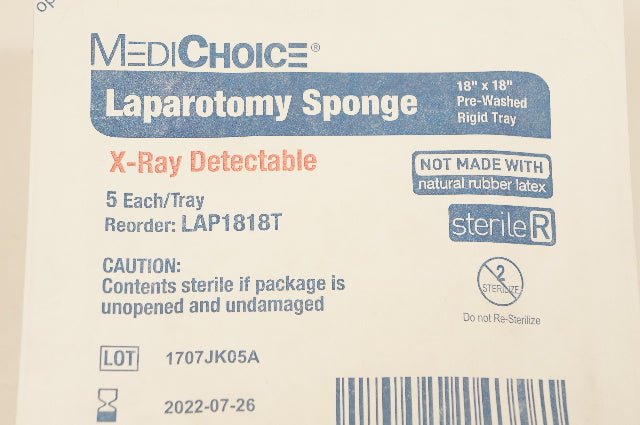 op
MEDICHOICE®
Laparotomy Sponge
18" x 18"
Pre-Washed
Rigid Tray
X-Ray Detectable
NOT MADE WITH
natural rubber latex
5 Each/Tray
Reorder: LAP1818T
sterile R
CAUTION:
Contents sterile if package is
unopened and undamaged
2
STERILIZE
Do not Re-Sterilize
LOT 1707JK05A
2022-07-26